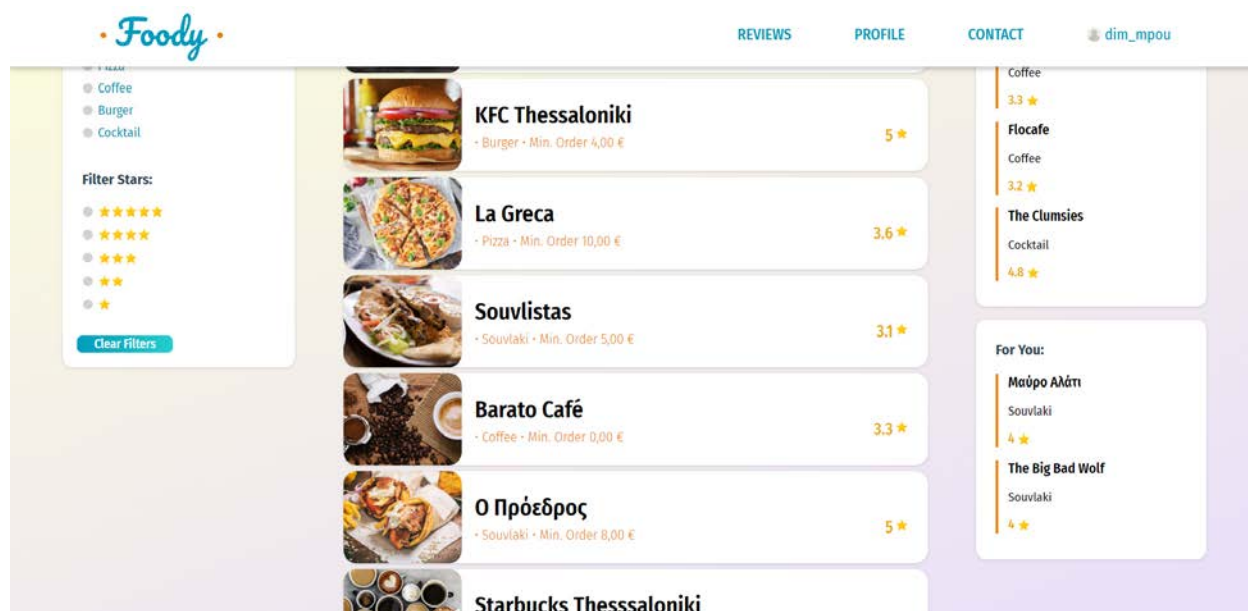 Foody
REVIEWS
PROFILE
CONTACT
dim_mpou
Pizza
Coffee
Burger
Cocktail
Filter Stars:
Clear Filters
KFC Thessaloniki
· Burger · Min. Order 4,00 €
5
La Greca
· Pizza · Min. Order 10,00 €
3.6
Souvlistas
· Souvlaki · Min. Order 5,00 €
3.1
Barato Café
· Coffee · Min. Order 0,00 €
3.3
Ο Πρόεδρος
· Souvlaki · Min. Order 8,00 €
5
Starbucks Thesssaloniki
Coffee
3.3
Flocafe
Coffee
3.2
The Clumsies
Cocktail
4.8
For You:
Μαύρο Αλάτι
Souvlaki
4
The Big Bad Wolf
Souvlaki
4